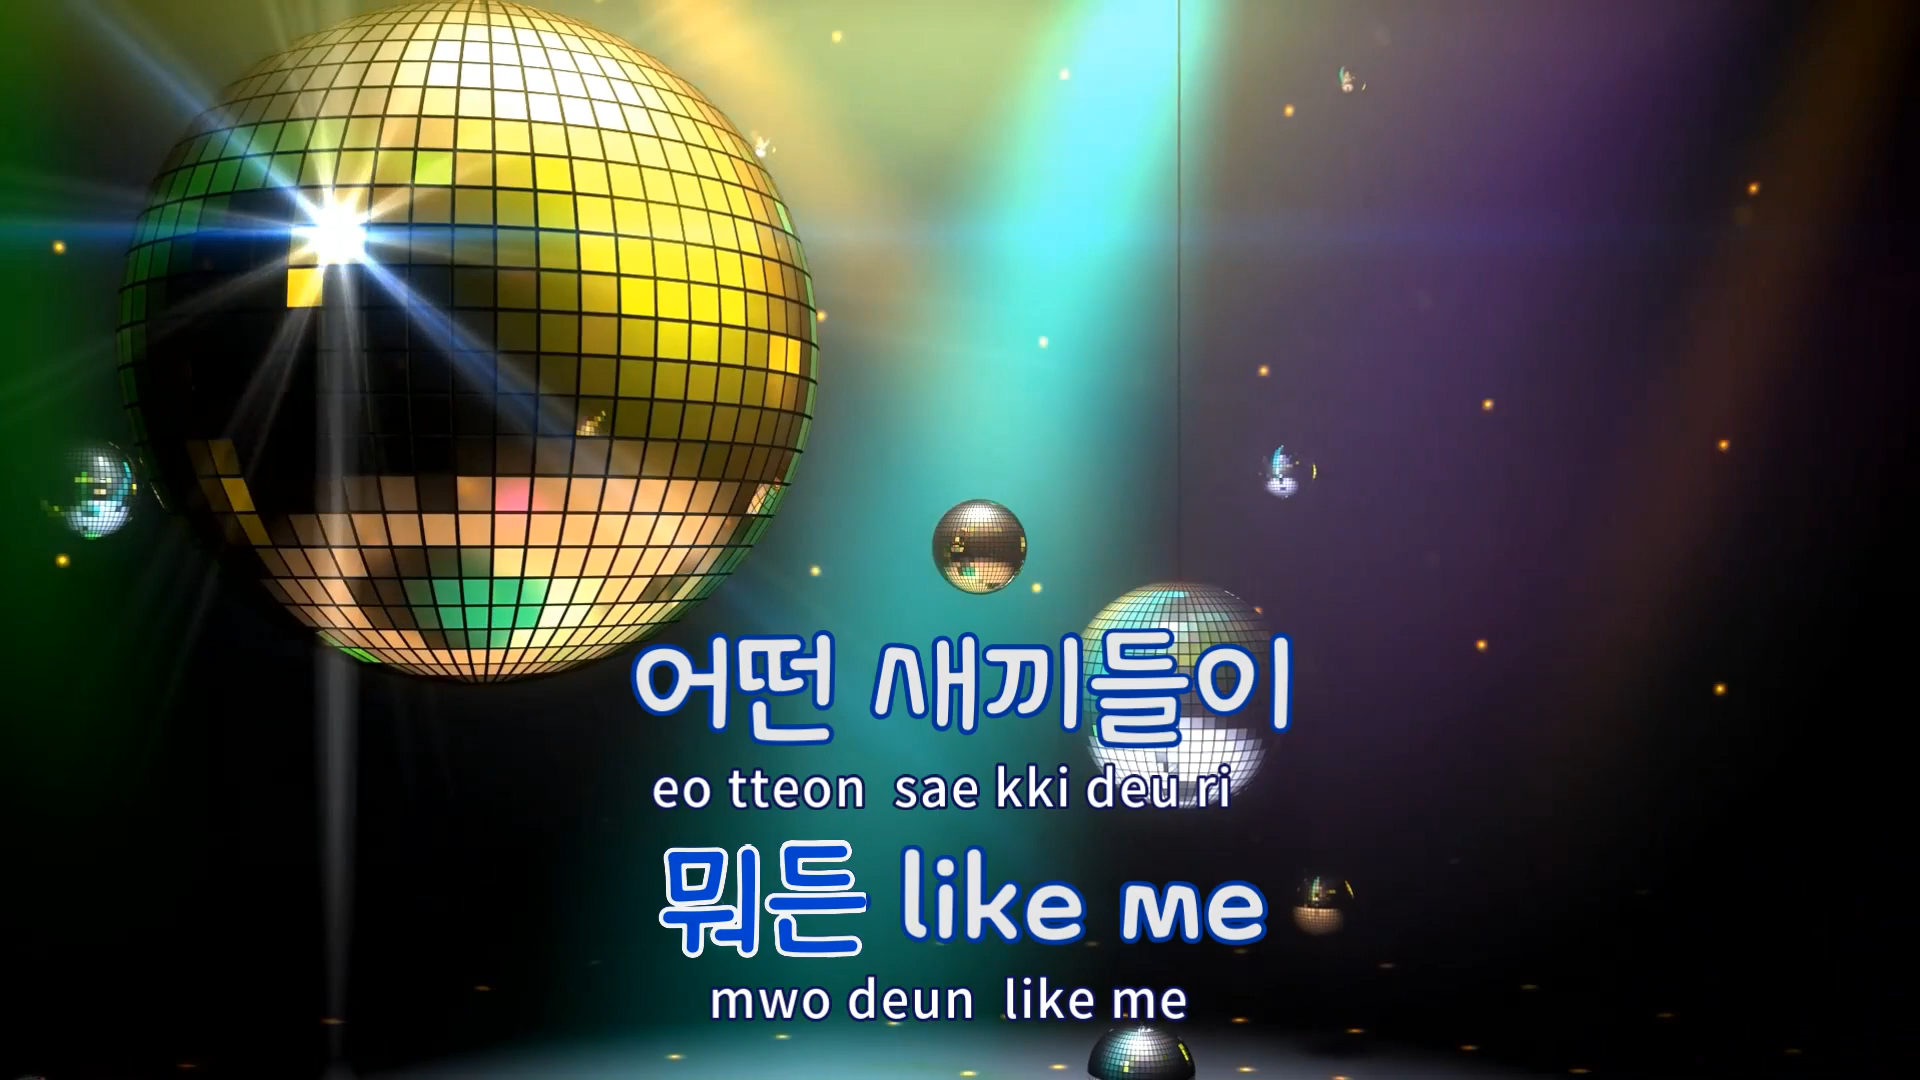 어떤 새끼들이
eo tteon sae kki deu ri
뭐든 like me
mwo deun like me